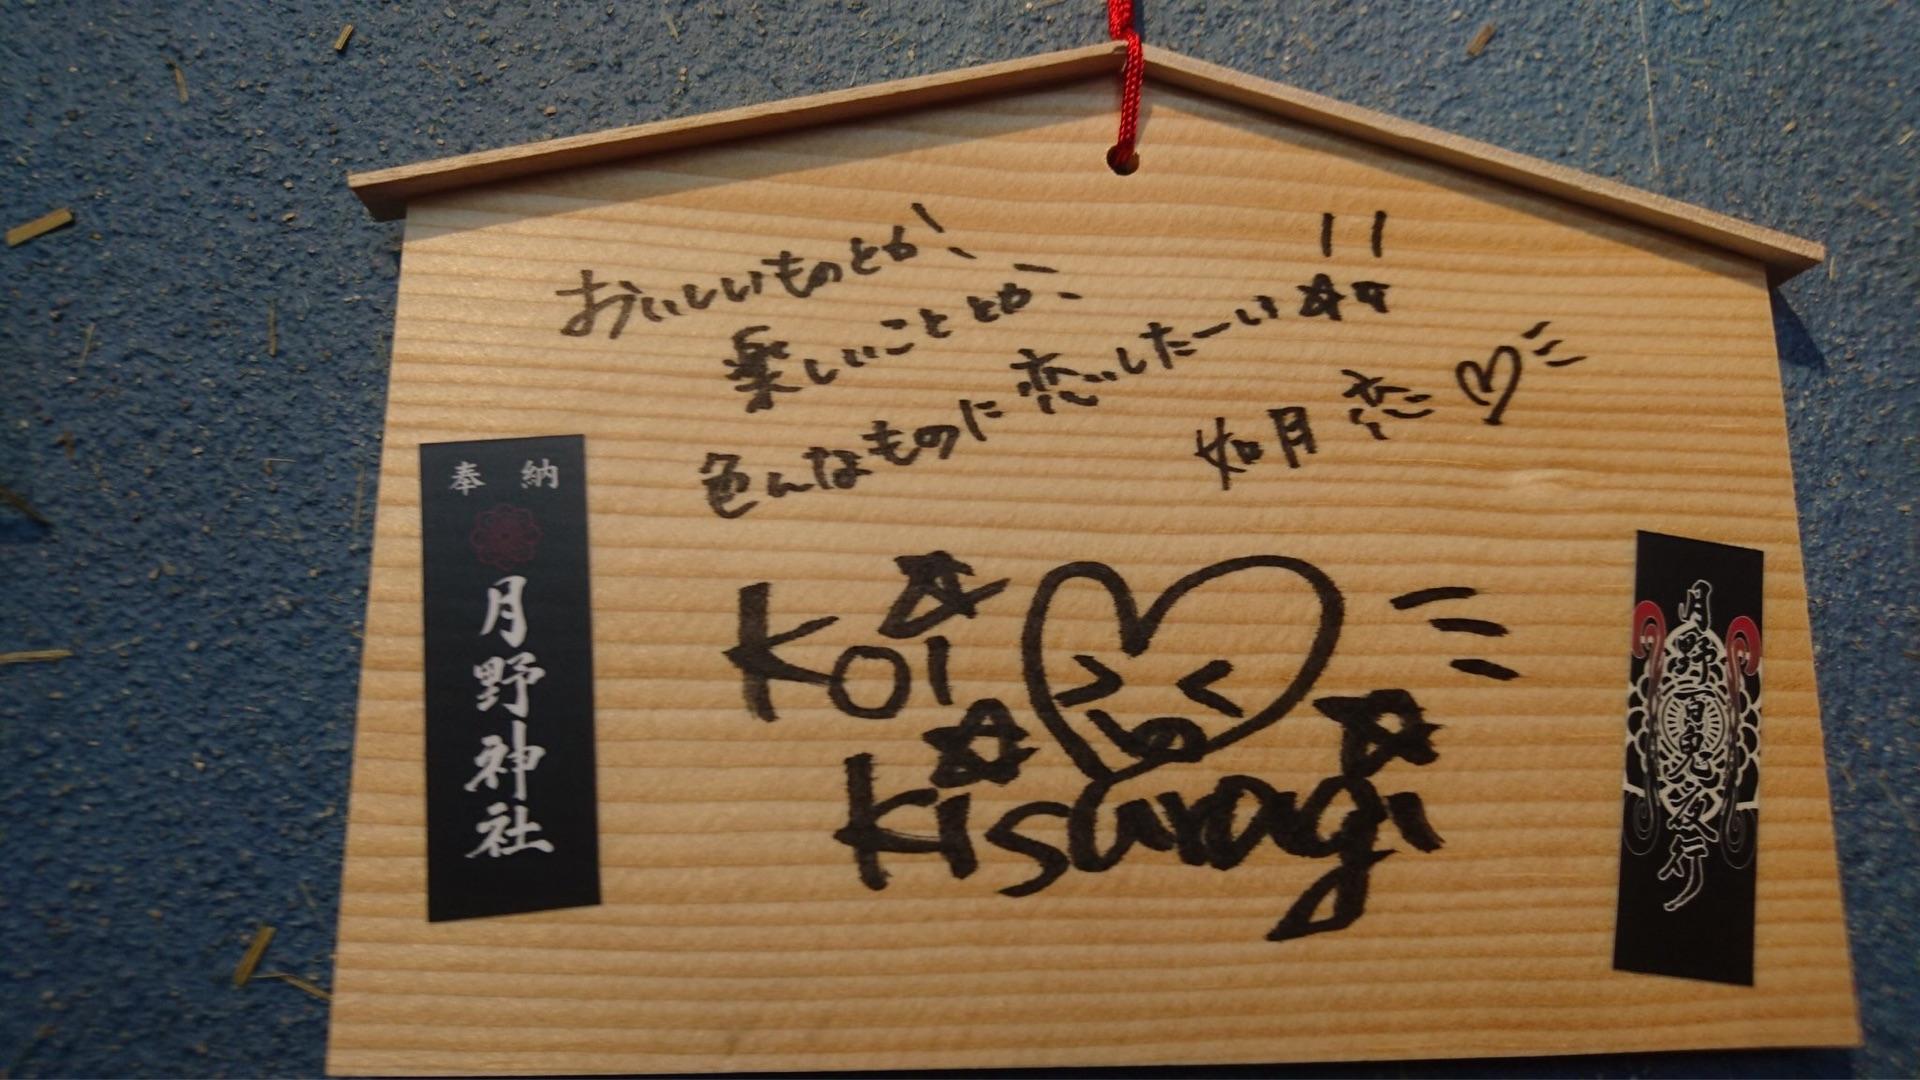 おいしいものとか、
楽しいこととか、
色んなものに恋したーい☆
如月 恋♡
奉納
月野神社
Koi
Kisaragi
月野百鬼夜行